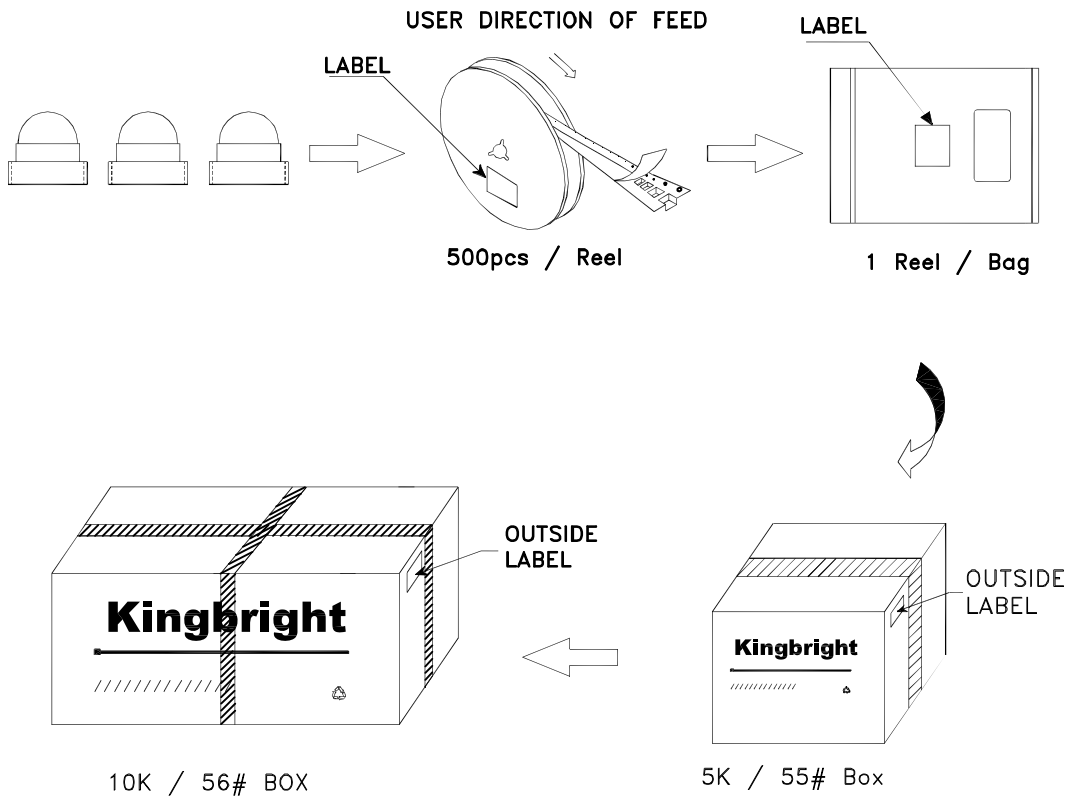 USER DIRECTION OF FEED
LABEL
LABEL
500pcs / Reel
1 Reel / Bag
OUTSIDE
LABEL
Kingbright
10K / 56# BOX
OUTSIDE
LABEL
Kingbright
5K / 55# Box